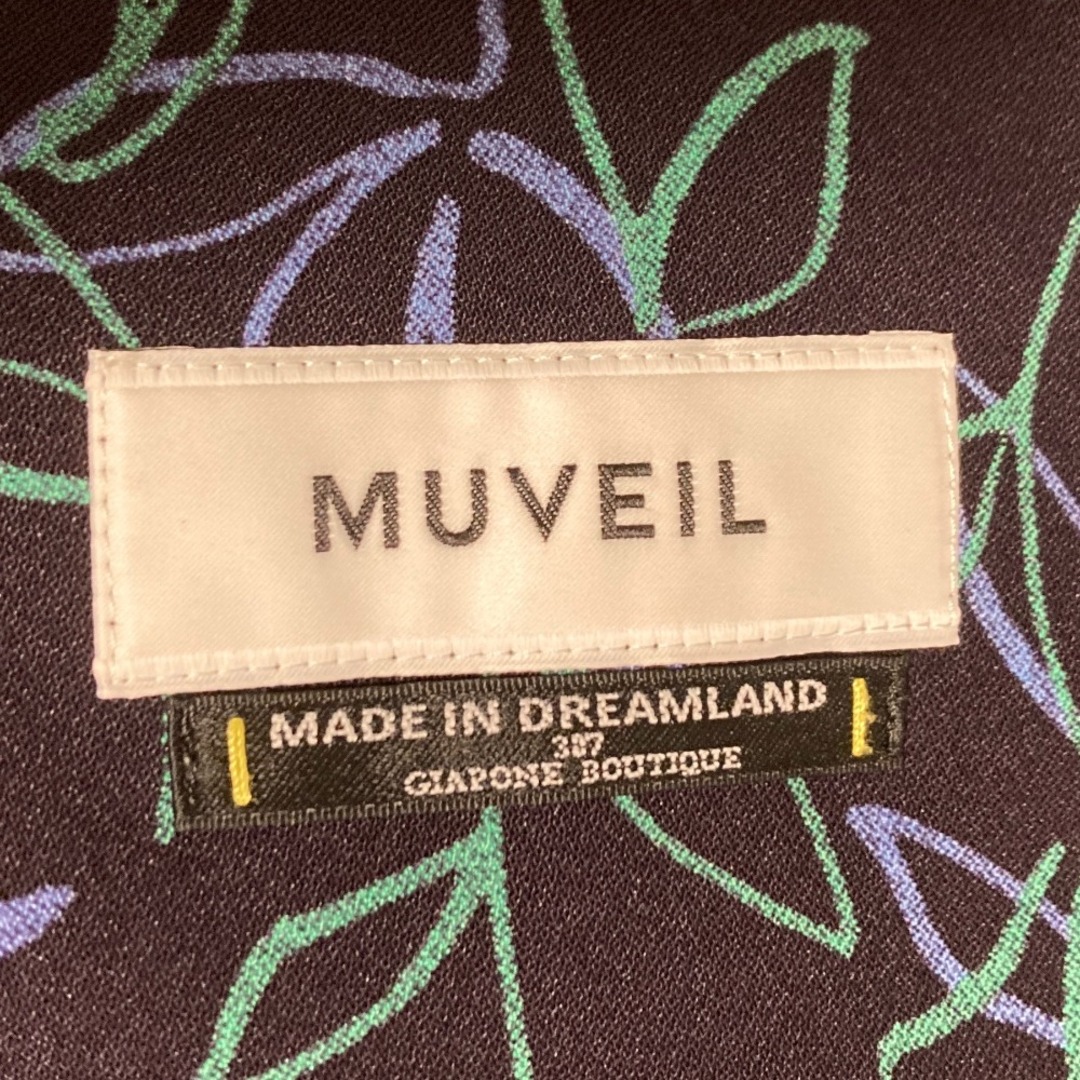 MUVEIL
MADE IN DREAMLAND
387
GIAPONE BOUTIQUE